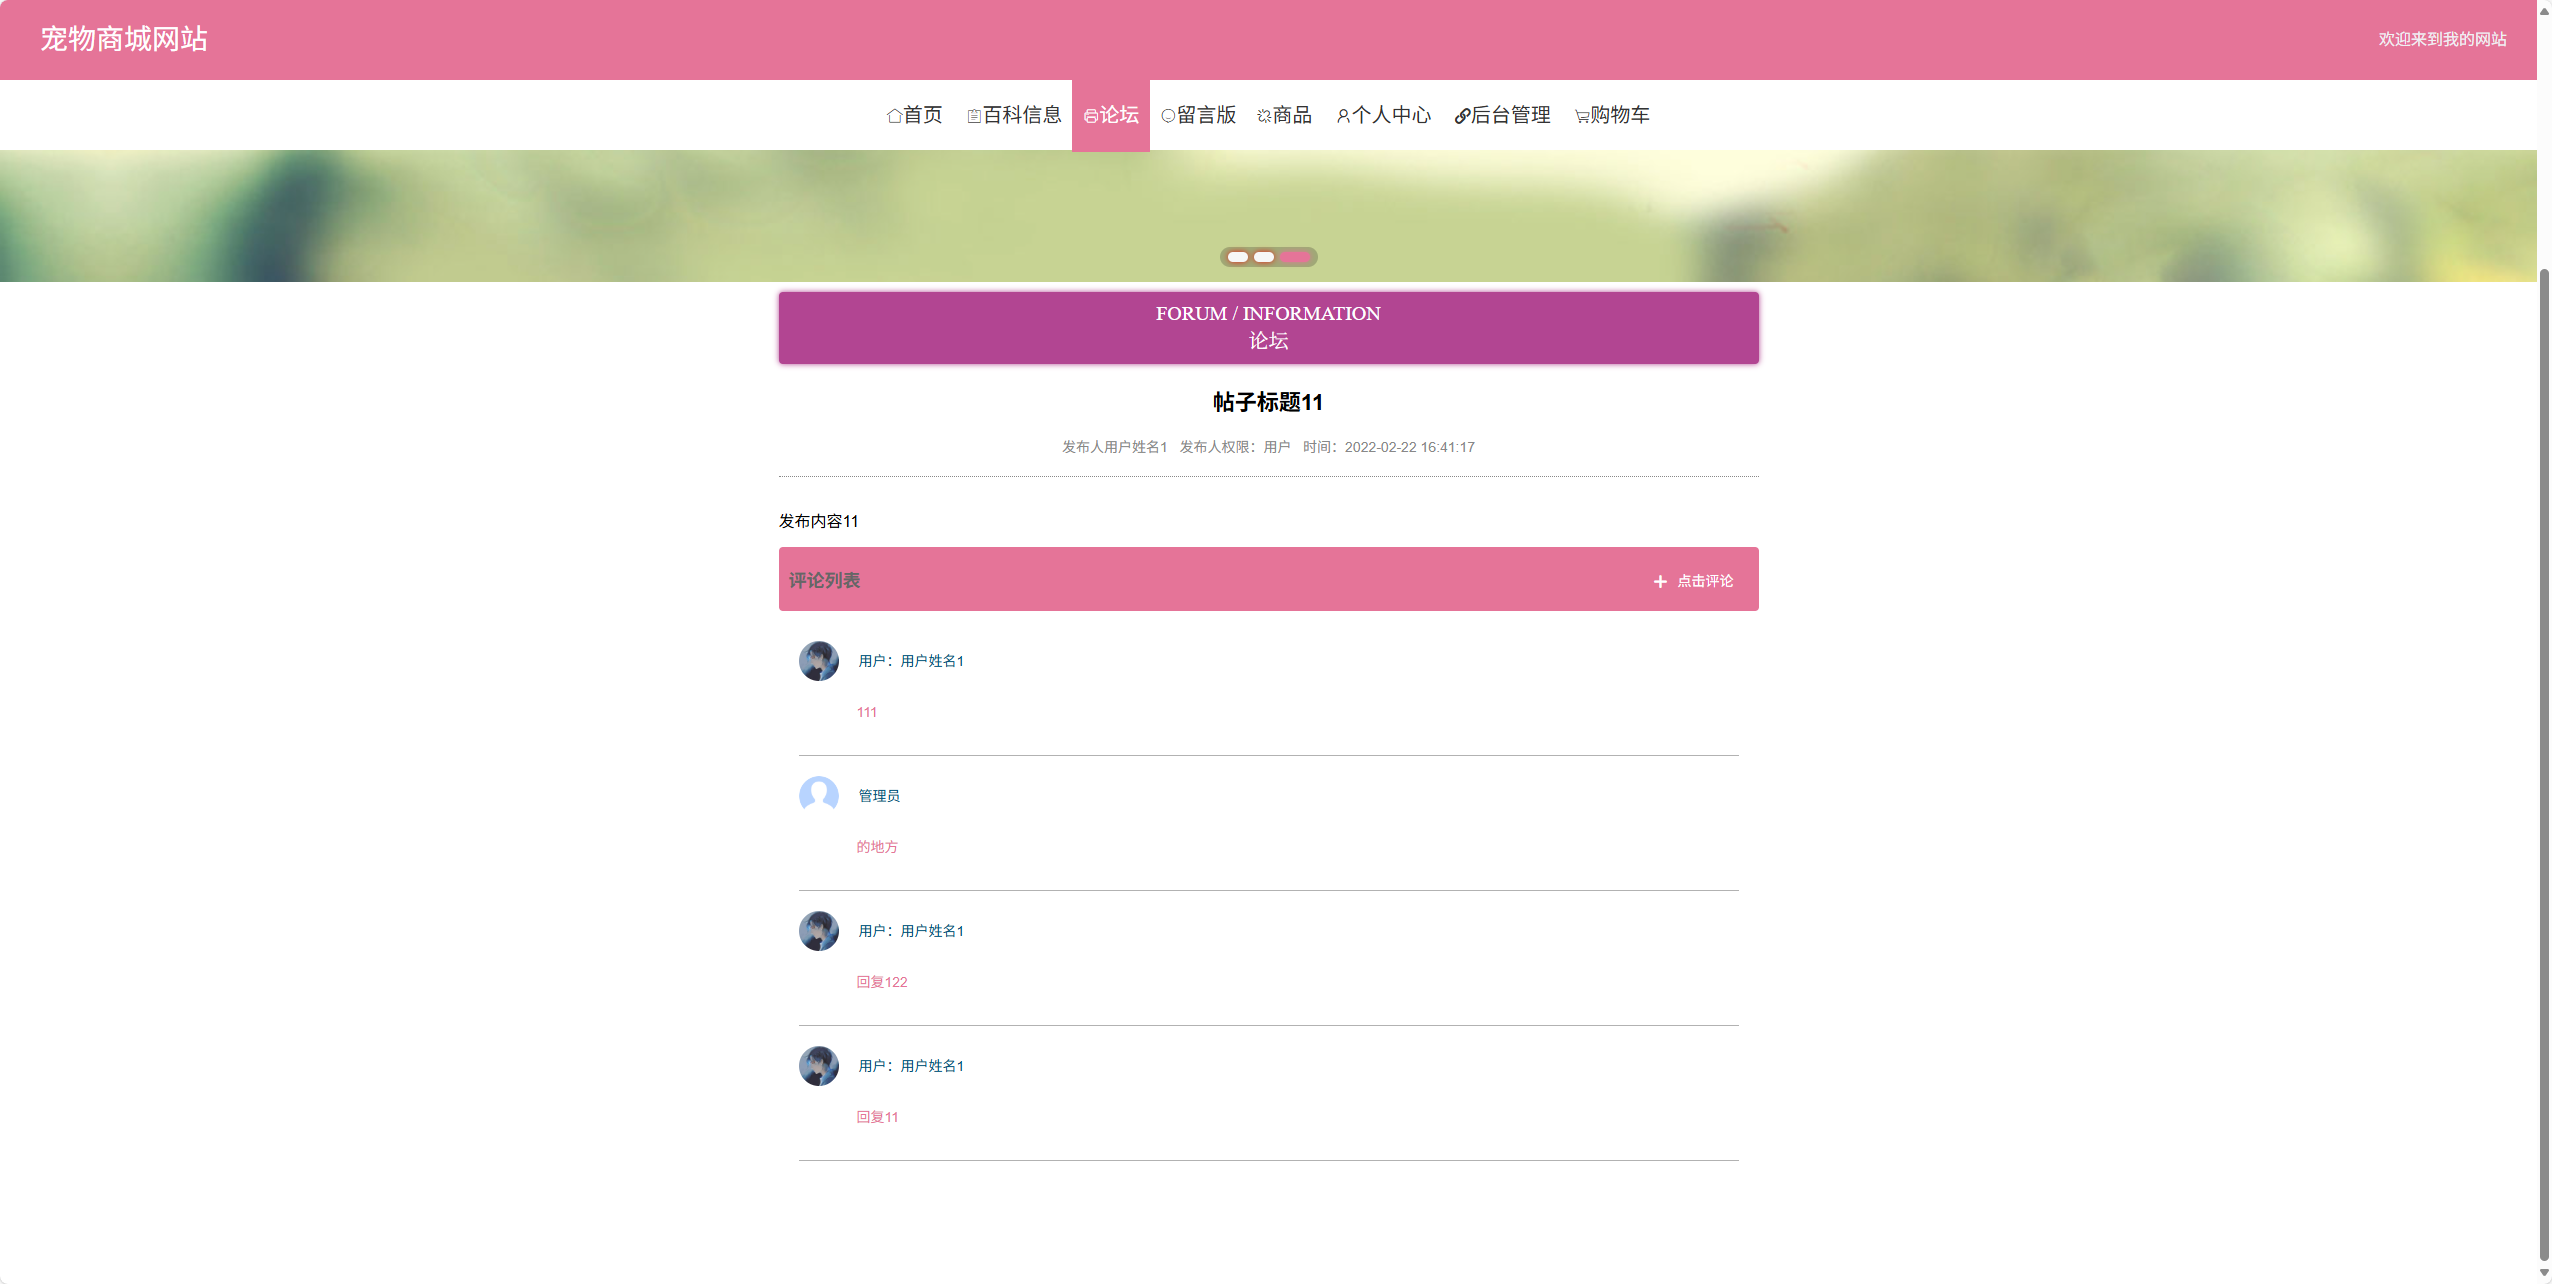 宠物商城网站
欢迎来到我的网站
首页 百科信息 论坛 留言版 商品 个人中心 后台管理 购物车
FORUM / INFORMATION
论坛
帖子标题11
发布人用户姓名1 发布人权限：用户 时间：2022-02-22 16:41:17
发布内容11
评论列表
点击评论
用户：用户姓名1
111
管理员
的地方
用户：用户姓名1
回复122
用户：用户姓名1
回复11